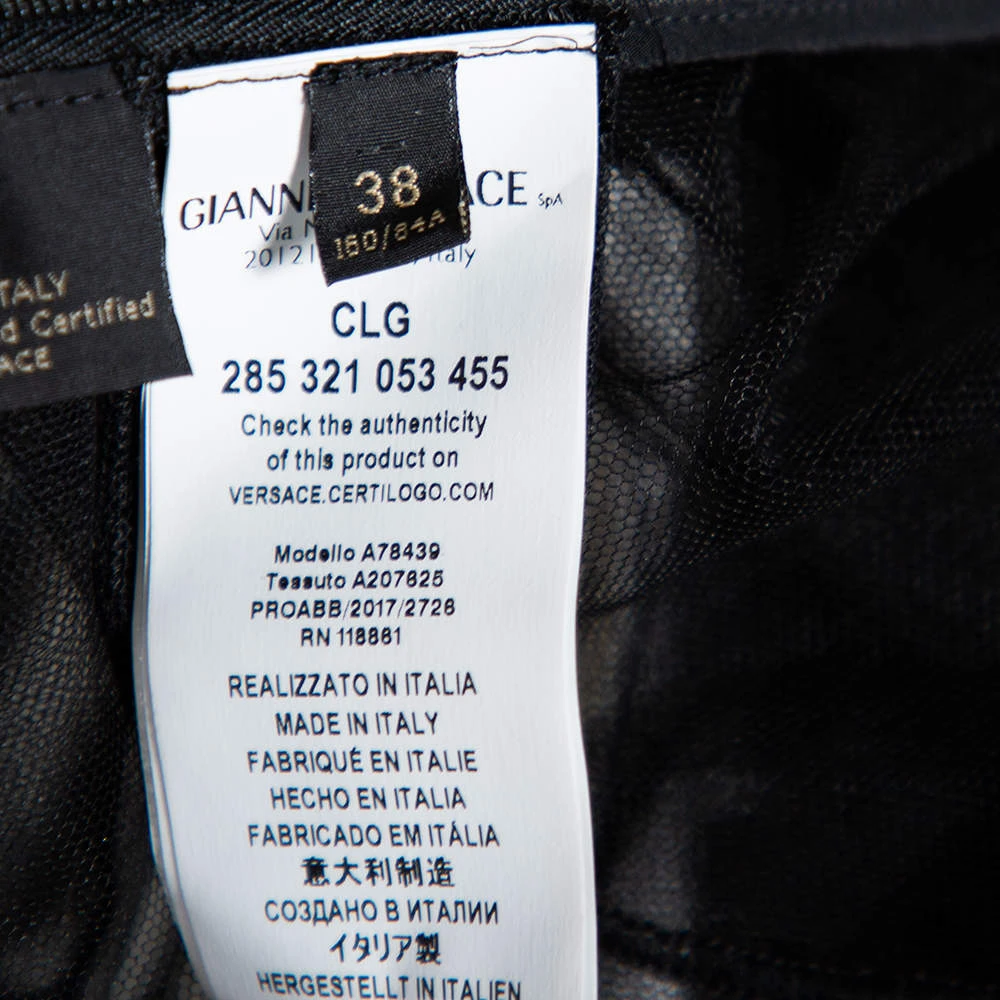 TALY
d Certified
ACE
38
160/84A
GIANN ACE SpA
Via
2012 Italy
CLG
285 321 053 455
Check the authenticity
of this product on
VERSACE.CERTILOGO.COM
Modello A78439
Tessuto A207625
PROABB/2017/2728
RN 118861
REALIZZATO IN ITALIA
MADE IN ITALY
FABRIQUÉ EN ITALIE
HECHO EN ITALIA
FABRICADO EM ITÁLIA
意大利制造
СОЗДАНО В ИТАЛИИ
イタリア製
HERGESTELLT IN ITALIEN